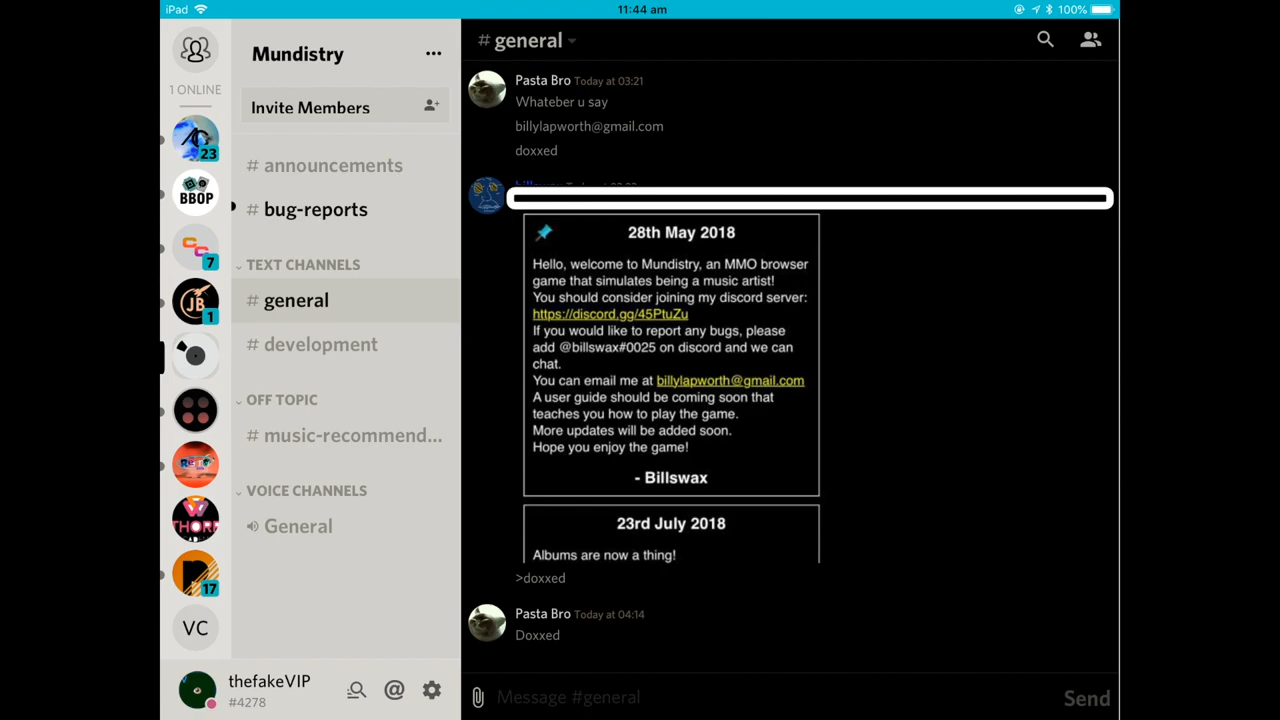 iPad
11:44 am
100%
1 ONLINE
23
BBOP
7
JB
1
THORN
17
VC
Mundistry
Invite Members
# announcements
# bug-reports
TEXT CHANNELS
# general
# development
OFF TOPIC
# music-recommend...
VOICE CHANNELS
General
thefakeVIP
#4278
# general
Pasta Bro Today at 03:21
Whateber u say
billylapworth@gmail.com
doxxed
28th May 2018
Hello, welcome to Mundistry, an MMO browser
game that simulates being a music artist!
You should consider joining my discord server:
https://discord.gg/45PtuZu
If you would like to report any bugs, please
add @billswax#0025 on discord and we can
chat.
You can email me at billylapworth@gmail.com
A user guide should be coming soon that
teaches you how to play the game.
More updates will be added soon.
Hope you enjoy the game!
- Billswax
23rd July 2018
Albums are now a thing!
>doxxed
Pasta Bro Today at 04:14
Doxxed
Message #general
Send